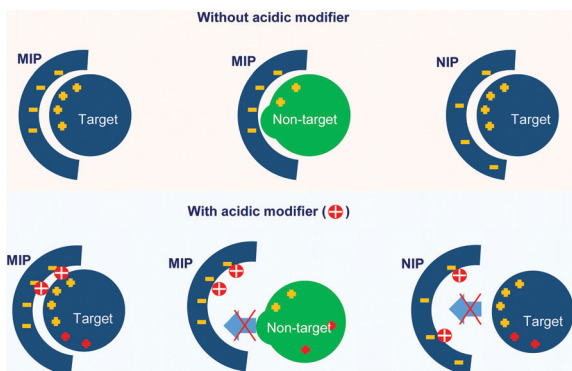 Without acidic modifier
MIP
MIP
NIP
Target
Non-target
Target
With acidic modifier (+)
MIP
MIP
NIP
Target
Non-target
Target